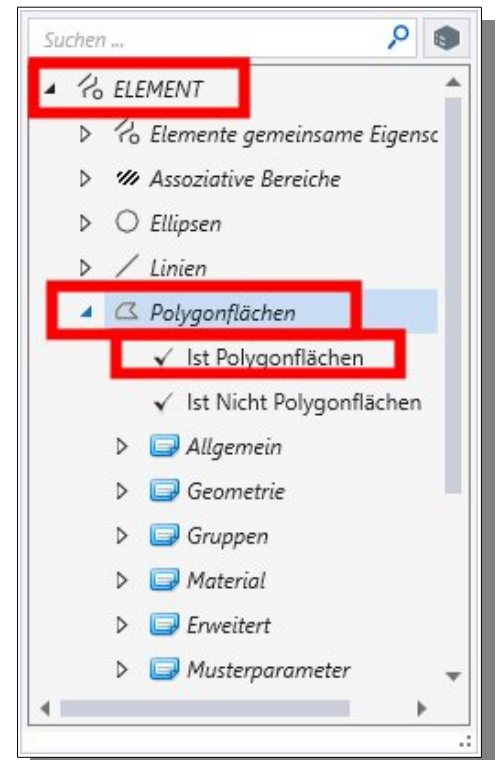 Suchen ...
ELEMENT
Elemente gemeinsame Eigensc
Assoziative Bereiche
Ellipsen
Linien
Polygonflächen
Ist Polygonflächen
Ist Nicht Polygonflächen
Allgemein
Geometrie
Gruppen
Material
Erweitert
Musterparameter